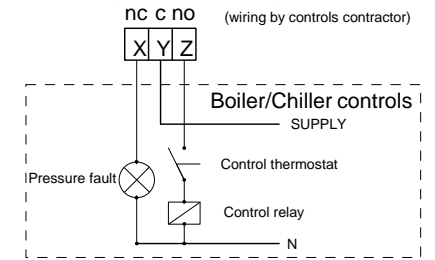 nc c no (wiring by controls contractor)
X Y Z
Boiler/Chiller controls
SUPPLY
Control thermostat
Pressure fault
Control relay
N